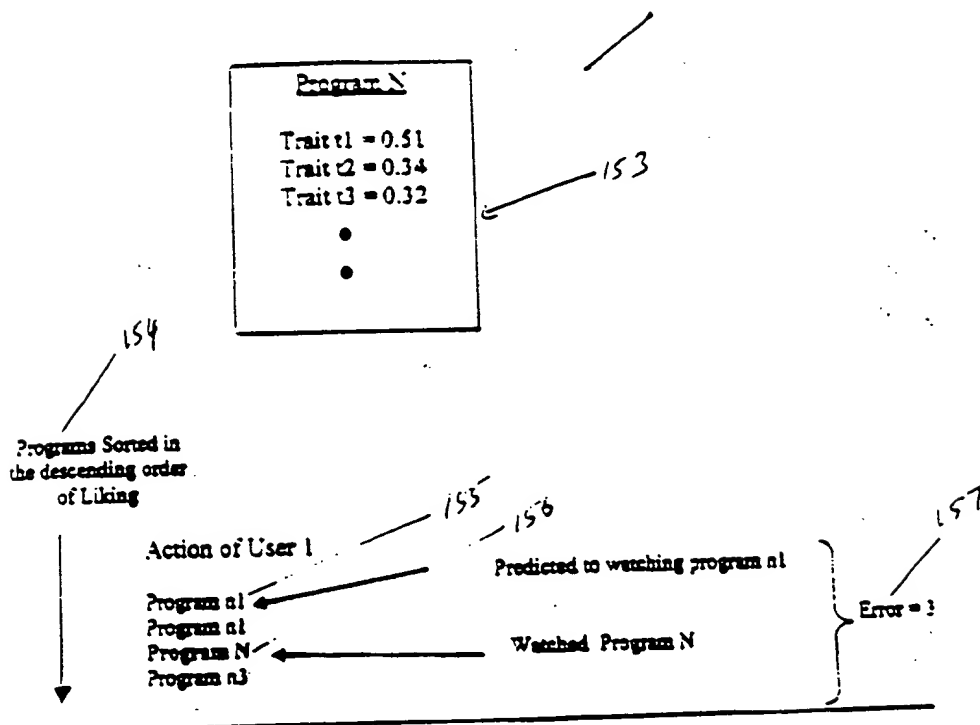 Program N
Trait t1 = 0.51
Trait t2 = 0.34
Trait t3 = 0.32
153
154
Programs Sorted in
the descending order
of Liking
155
156
157
Action of User 1
Predicted to watching program n1
Program n1
Program n1
Program N
Program n3
Watched Program N
Error = 3